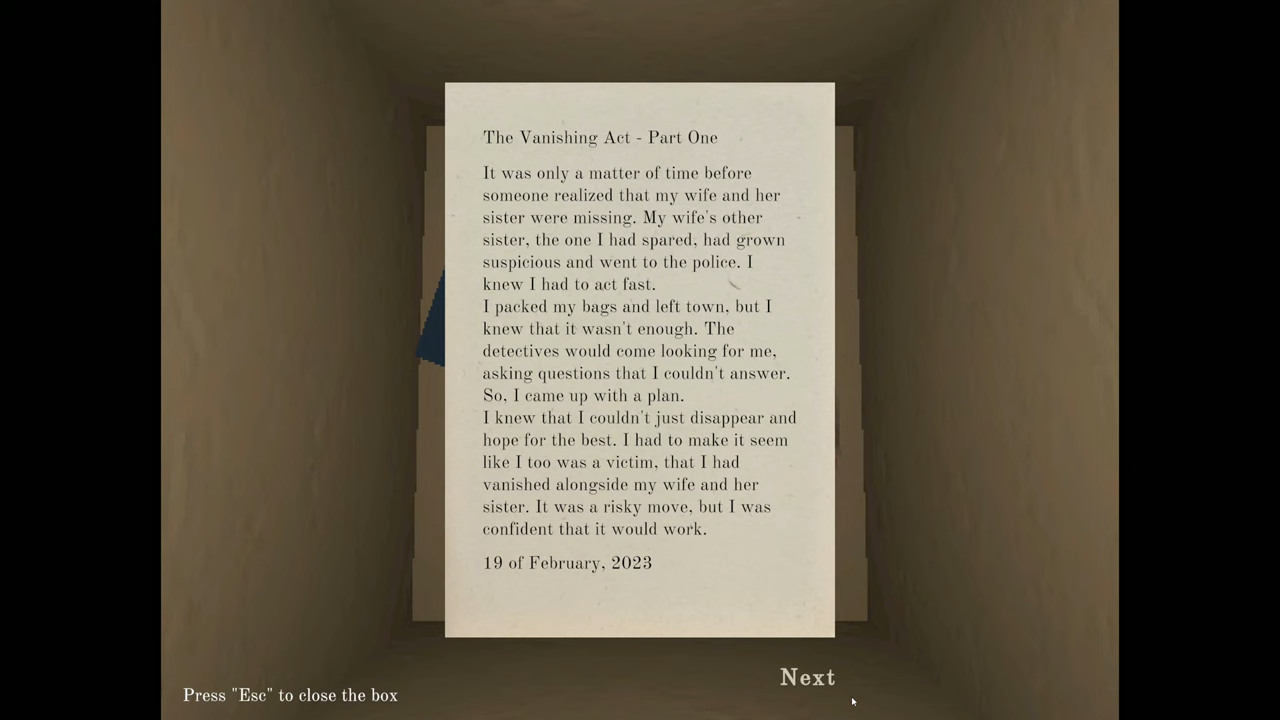 The Vanishing Act - Part One
It was only a matter of time before
someone realized that my wife and her
sister were missing. My wife's other
sister, the one I had spared, had grown
suspicious and went to the police. I
knew I had to act fast.
I packed my bags and left town, but I
knew that it wasn't enough. The
detectives would come looking for me,
asking questions that I couldn't answer.
So, I came up with a plan.
I knew that I couldn't just disappear and
hope for the best. I had to make it seem
like I too was a victim, that I had
vanished alongside my wife and her
sister. It was a risky move, but I was
confident that it would work.
19 of February, 2023
Next
Press "Esc" to close the box